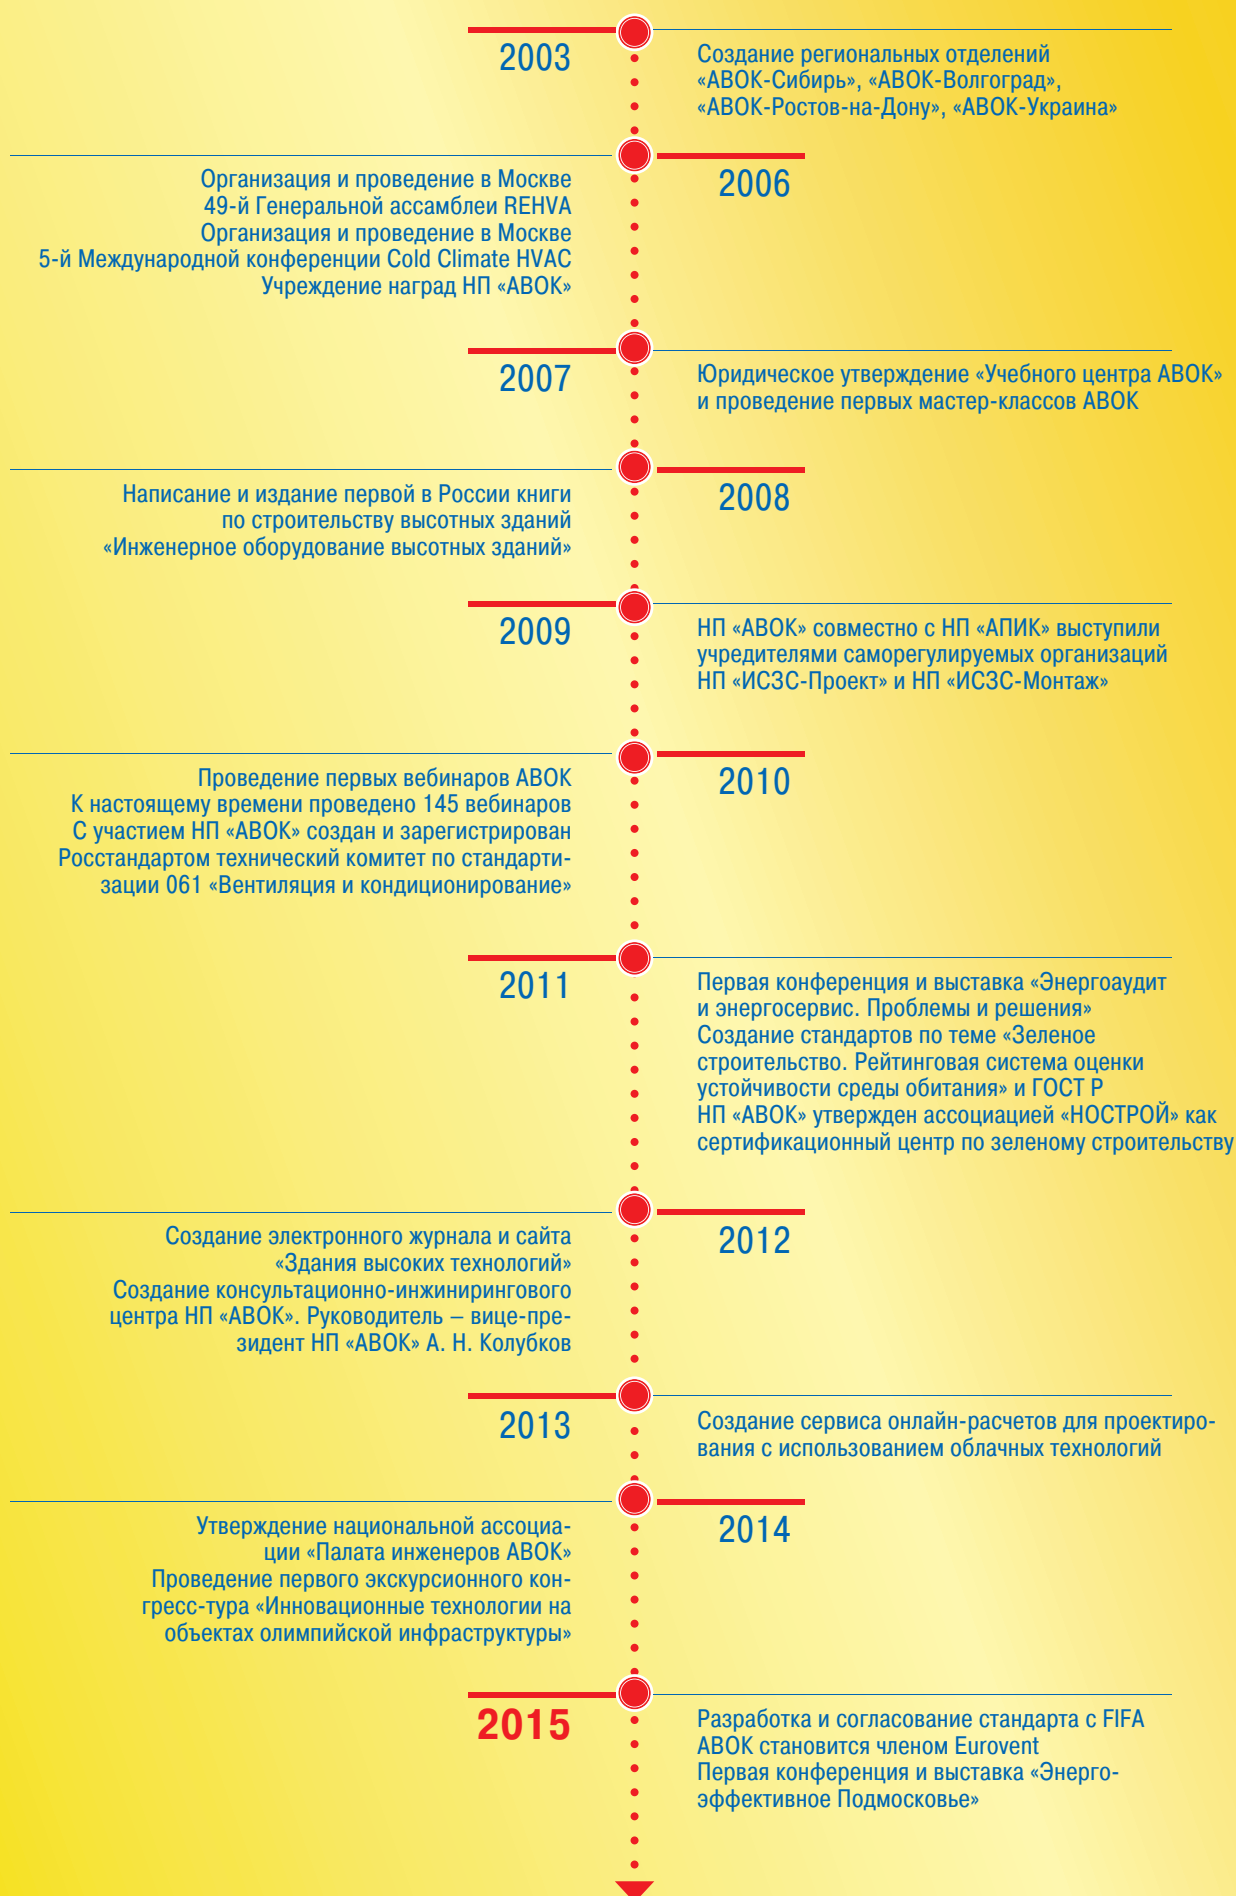 2003
Создание региональных отделений
«АВОК-Сибирь», «АВОК-Волгоград»,
«АВОК-Ростов-на-Дону», «АВОК-Украина»
2006
Организация и проведение в Москве
49-й Генеральной ассамблеи REHVA
Организация и проведение в Москве
5-й Международной конференции Cold Climate HVAC
Учреждение наград НП «АВОК»
2007
Юридическое утверждение «Учебного центра АВОК»
и проведение первых мастер-классов АВОК
2008
Написание и издание первой в России книги
по строительству высотных зданий
«Инженерное оборудование высотных зданий»
2009
НП «АВОК» совместно с НП «АПИК» выступили
учредителями саморегулируемых организаций
НП «ИСЗС-Проект» и НП «ИСЗС-Монтаж»
2010
Проведение первых вебинаров АВОК
К настоящему времени проведено 145 вебинаров
С участием НП «АВОК» создан и зарегистрирован
Росстандартом технический комитет по стандарти-
зации 061 «Вентиляция и кондиционирование»
2011
Первая конференция и выставка «Энергоаудит
и энергосервис. Проблемы и решения»
Создание стандартов по теме «Зеленое
строительство. Рейтинговая система оценки
устойчивости среды обитания» и ГОСТ Р
НП «АВОК» утвержден ассоциацией «НОСТРОЙ» как
сертификационный центр по зеленому строительству
2012
Создание электронного журнала и сайта
«Здания высоких технологий»
Создание консультационно-инжинирингового
центра НП «АВОК». Руководитель – вице-пре-
зидент НП «АВОК» А. Н. Колубков
2013
Создание сервиса онлайн-расчетов для проектиро-
вания с использованием облачных технологий
2014
Утверждение национальной ассоциа-
ции «Палата инженеров АВОК»
Проведение первого экскурсионного кон-
гресс-тура «Инновационные технологии на
объектах олимпийской инфраструктуры»
2015
Разработка и согласование стандарта с FIFA
АВОК становится членом Eurovent
Первая конференция и выставка «Энерго-
эффективное Подмосковье»